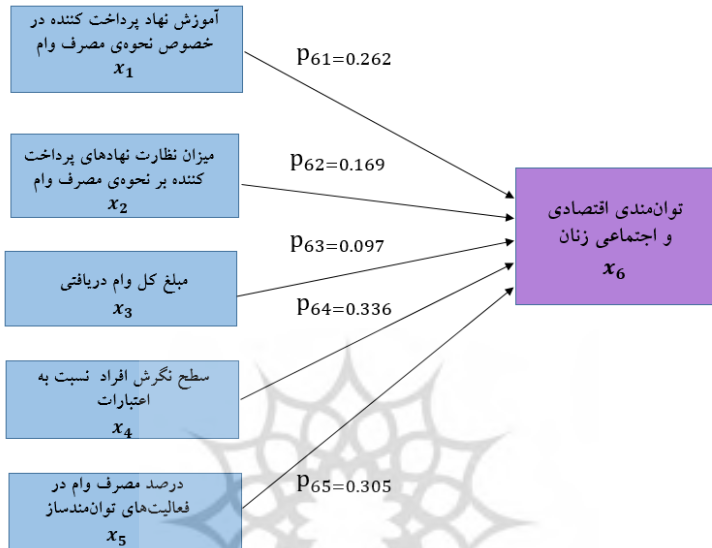 آموزش نهاد پرداخت کننده در
خصوص نحوه‌ی مصرف وام
x₁
p₆₁₌₀.₂₆₂
میزان نظارت نهادهای پرداخت
کننده بر نحوه‌ی مصرف وام
x₂
p₆₂₌₀.₁₆₉
مبلغ کل وام دریافتی
x₃
p₆₃₌₀.₀₉₇
سطح نگرش افراد نسبت به
اعتبارات
x₄
p₆₄₌₀.₃₃₆
درصد مصرف وام در
فعالیت‌های توان‌مندساز
x₅
p₆₅₌₀.₃₀₅
توان‌مندی اقتصادی
و اجتماعی زنان
x₆